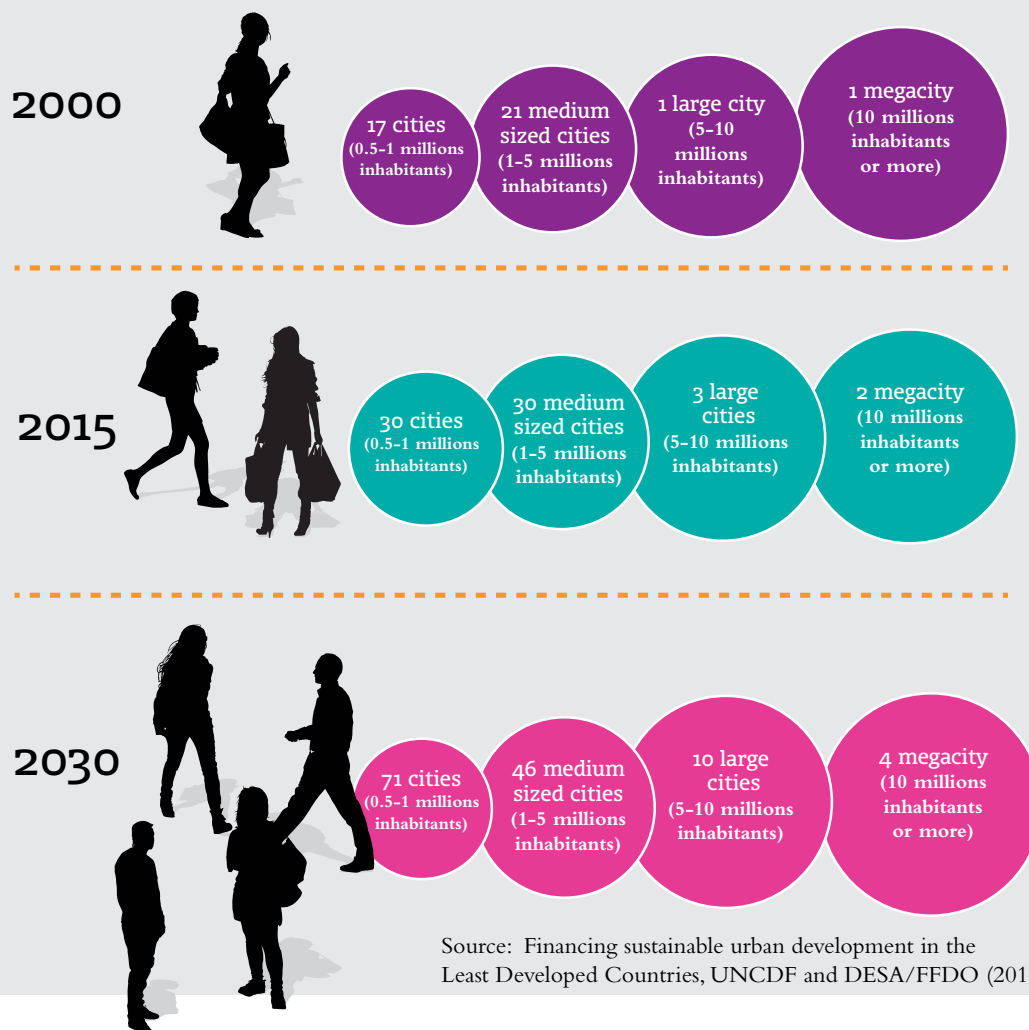 2000
17 cities
(0.5-1 millions
inhabitants)
21 medium
sized cities
(1-5 millions
inhabitants)
1 large city
(5-10
millions
inhabitants)
1 megacity
(10 millions
inhabitants
or more)
2015
30 cities
(0.5-1 millions
inhabitants)
30 medium
sized cities
(1-5 millions
inhabitants)
3 large
cities
(5-10 millions
inhabitants)
2 megacity
(10 millions
inhabitants
or more)
2030
71 cities
(0.5-1 millions
inhabitants)
46 medium
sized cities
(1-5 millions
inhabitants)
10 large
cities
(5-10 millions
inhabitants)
4 megacity
(10 millions
inhabitants
or more)
Source: Financing sustainable urban development in the
Least Developed Countries, UNCDF and DESA/FFDO (201